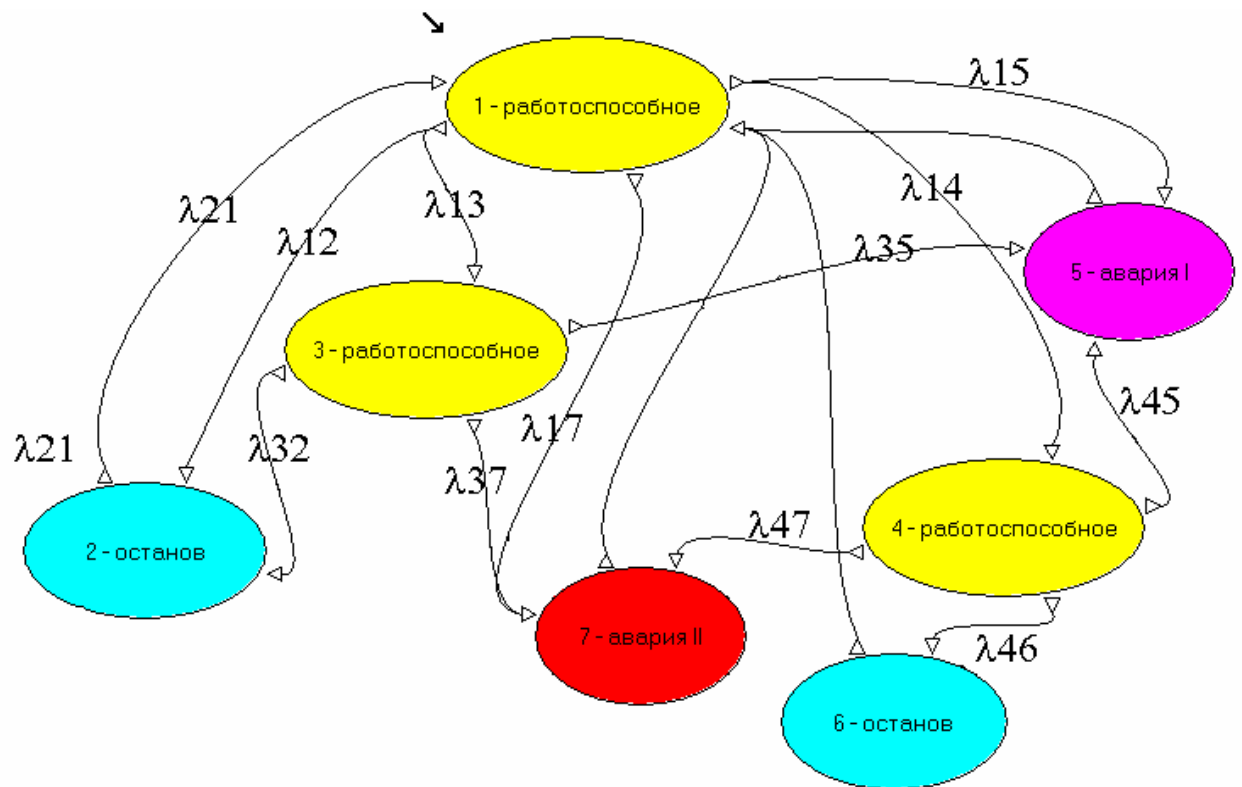 1 - работоспособное
λ15
λ21
λ13
λ14
λ12
λ35
5 - авария I
3 - работоспособное
λ45
λ17
λ21
λ32
λ37
λ47
4 - работоспособное
2 - останов
7 - авария II
λ46
6 - останов